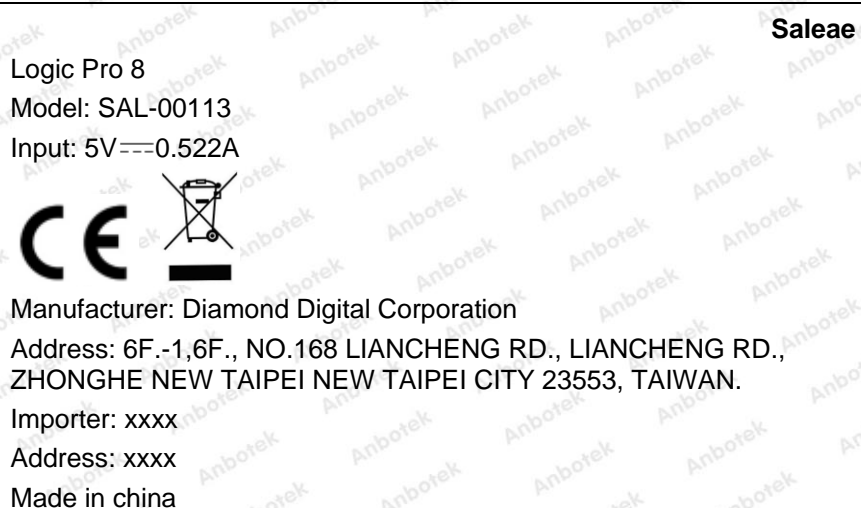 Saleae
Logic Pro 8
Model: SAL-00113
Input: 5V⎓0.522A
CE
Manufacturer: Diamond Digital Corporation
Address: 6F.-1,6F., NO.168 LIANCHENG RD., LIANCHENG RD.,
ZHONGHE NEW TAIPEI NEW TAIPEI CITY 23553, TAIWAN.
Importer: xxxx
Address: xxxx
Made in china
Anbotek